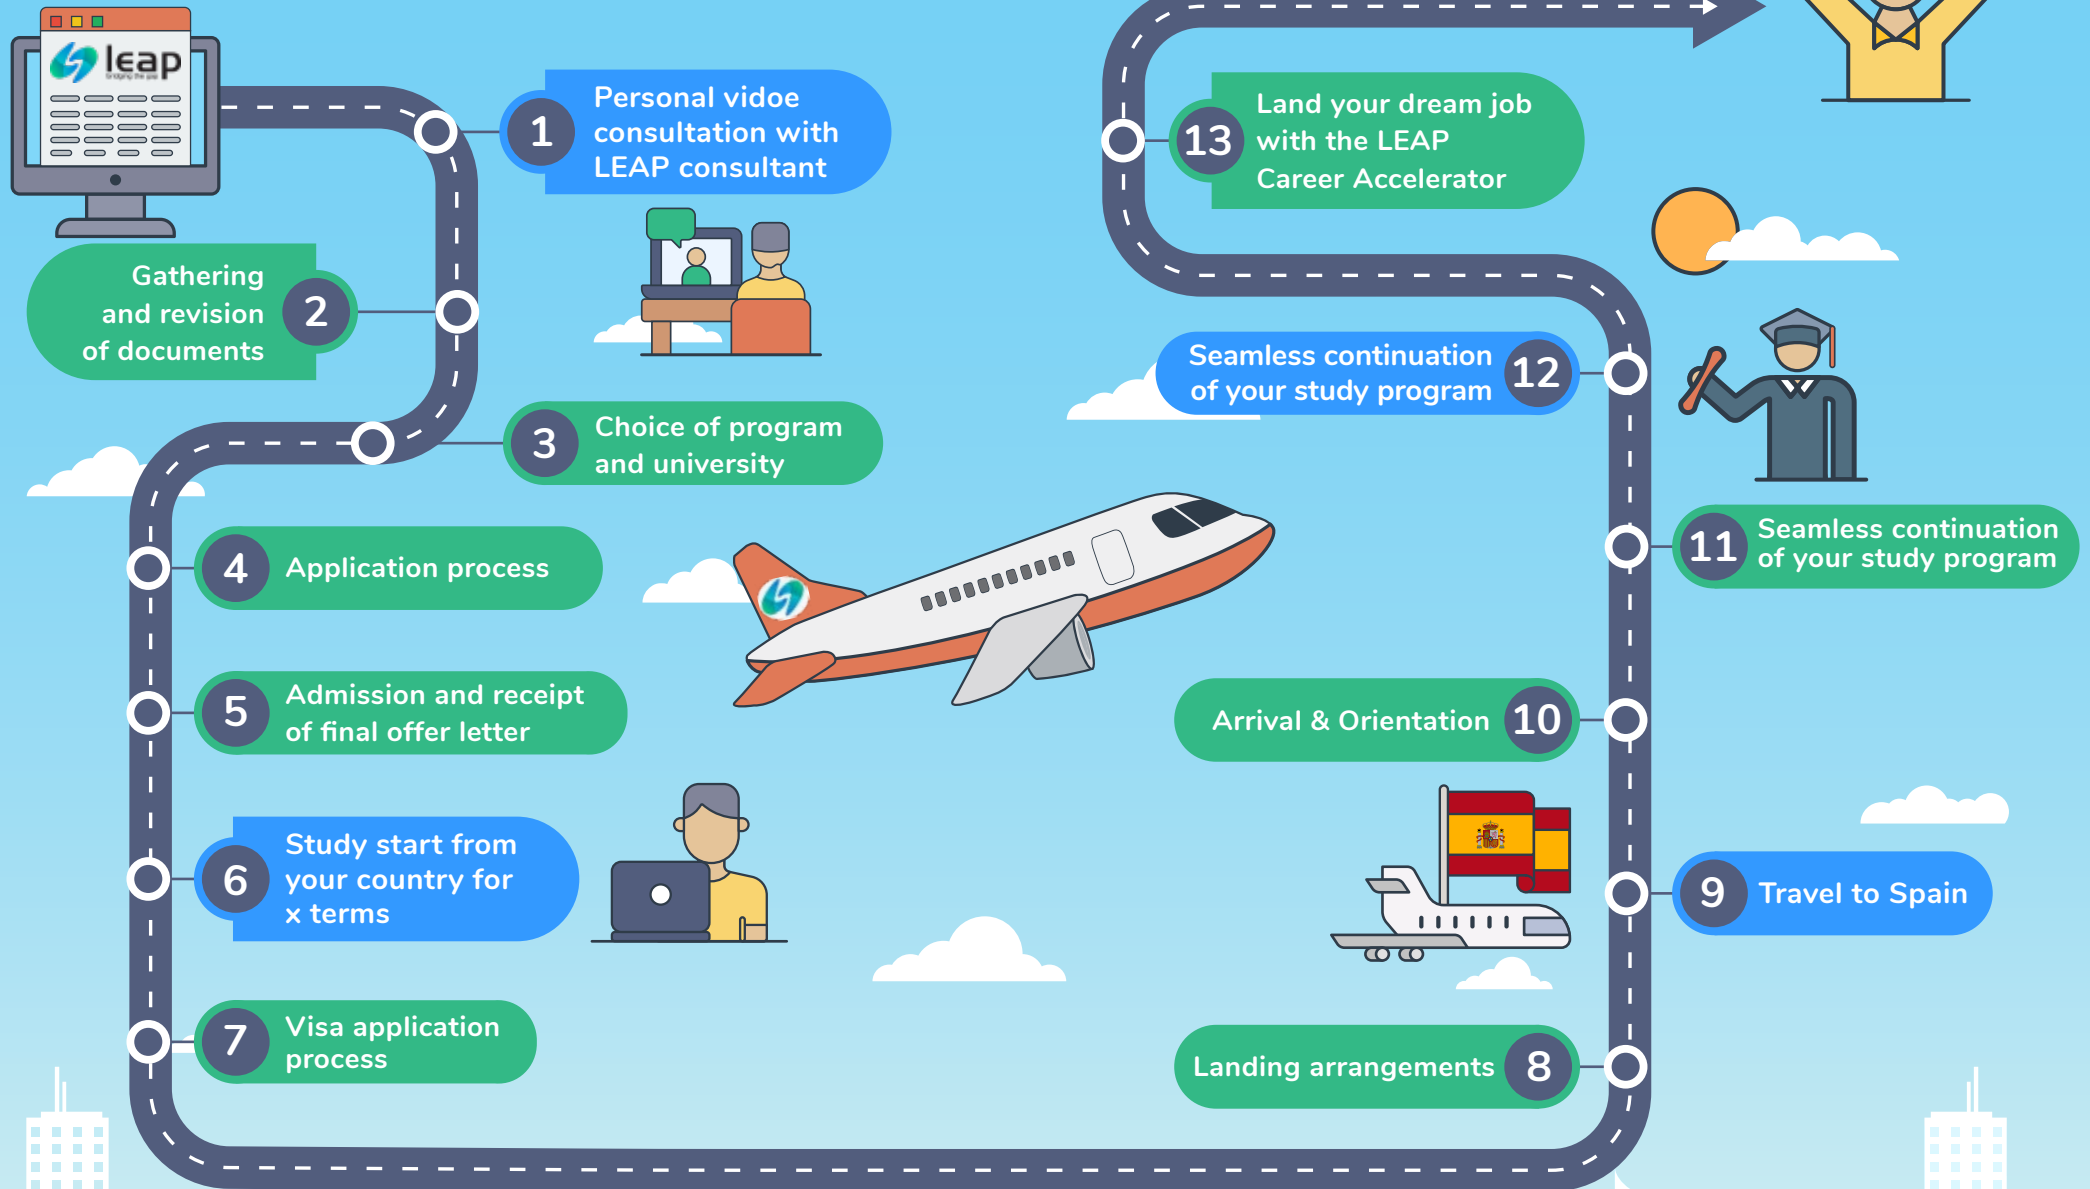 leap
bridging the gap
1
Personal vidoe
consultation with
LEAP consultant
2
Gathering
and revision
of documents
3
Choice of program
and university
4
Application process
5
Admission and receipt
of final offer letter
6
Study start from
your country for
x terms
7
Visa application
process
8
Landing arrangements
9
Travel to Spain
10
Arrival & Orientation
11
Seamless continuation
of your study program
12
Seamless continuation
of your study program
13
Land your dream job
with the LEAP
Career Accelerator